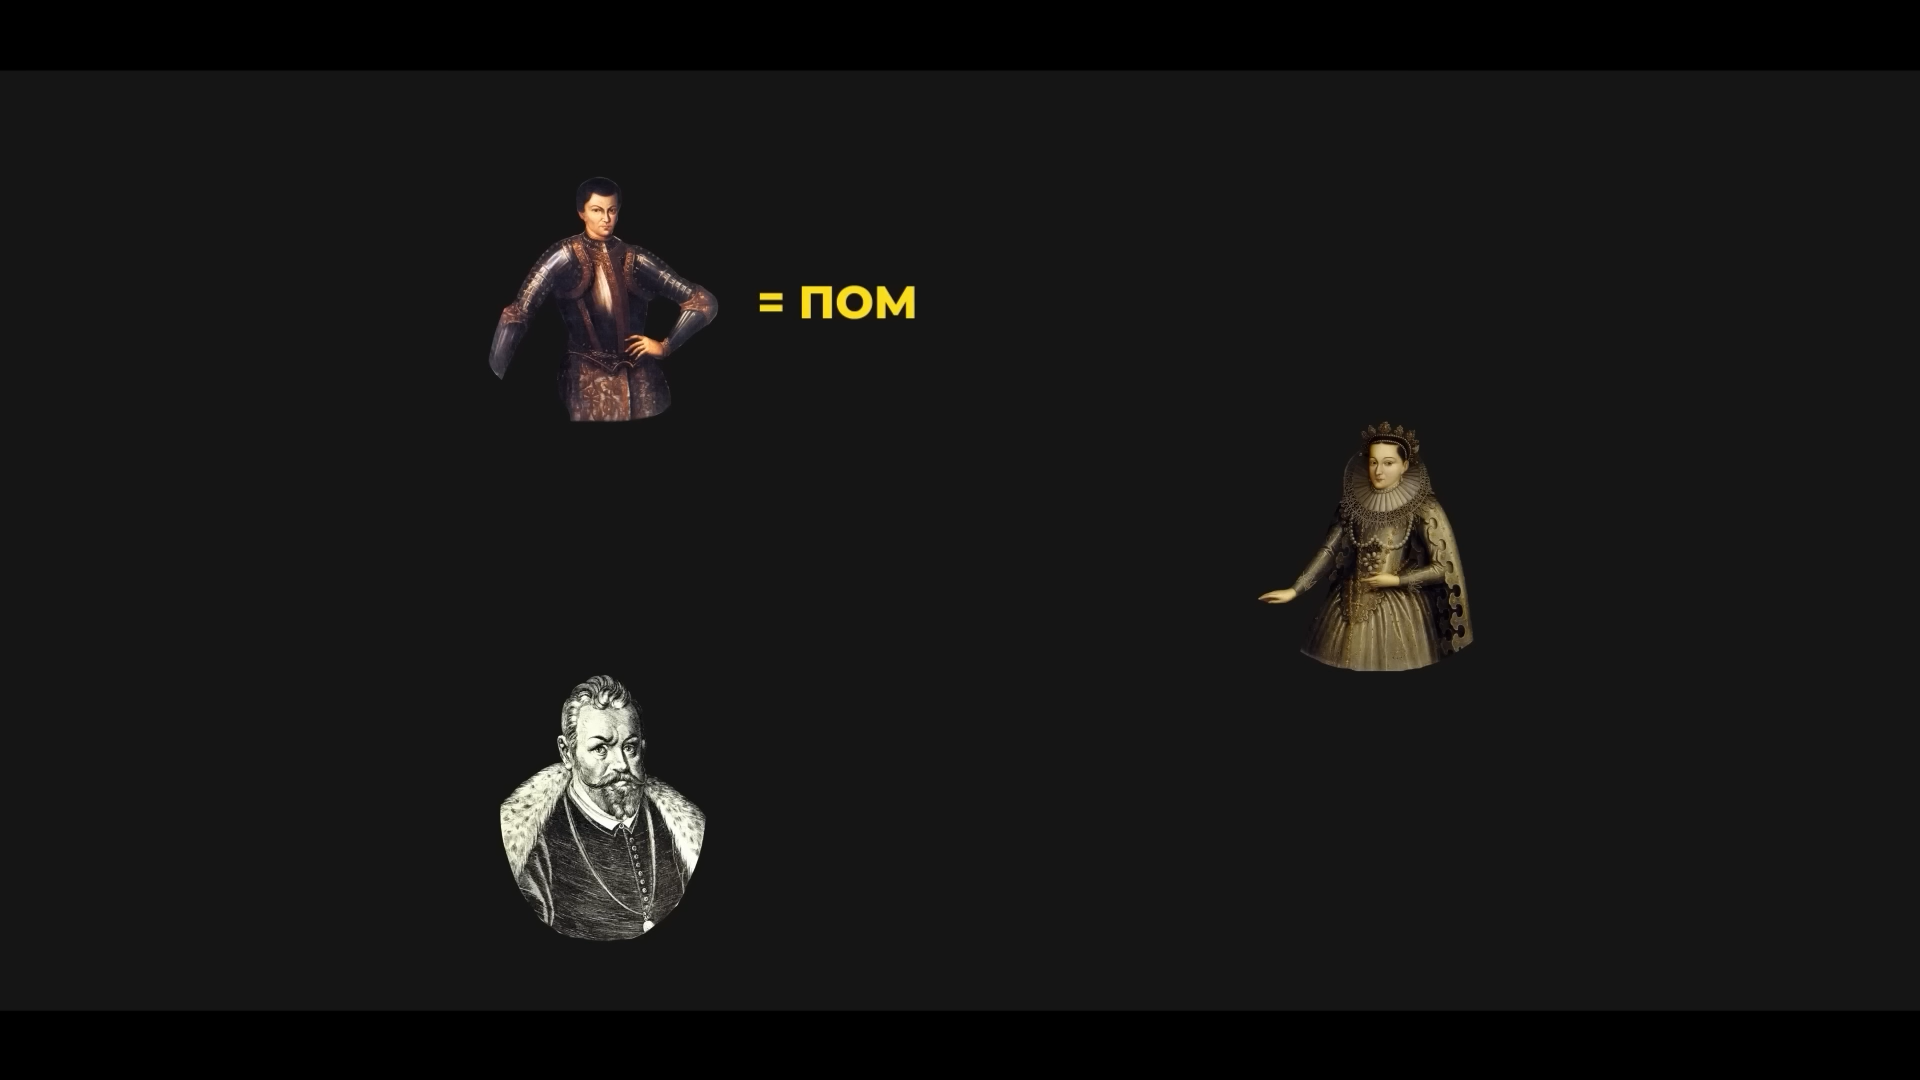 = ПОМ